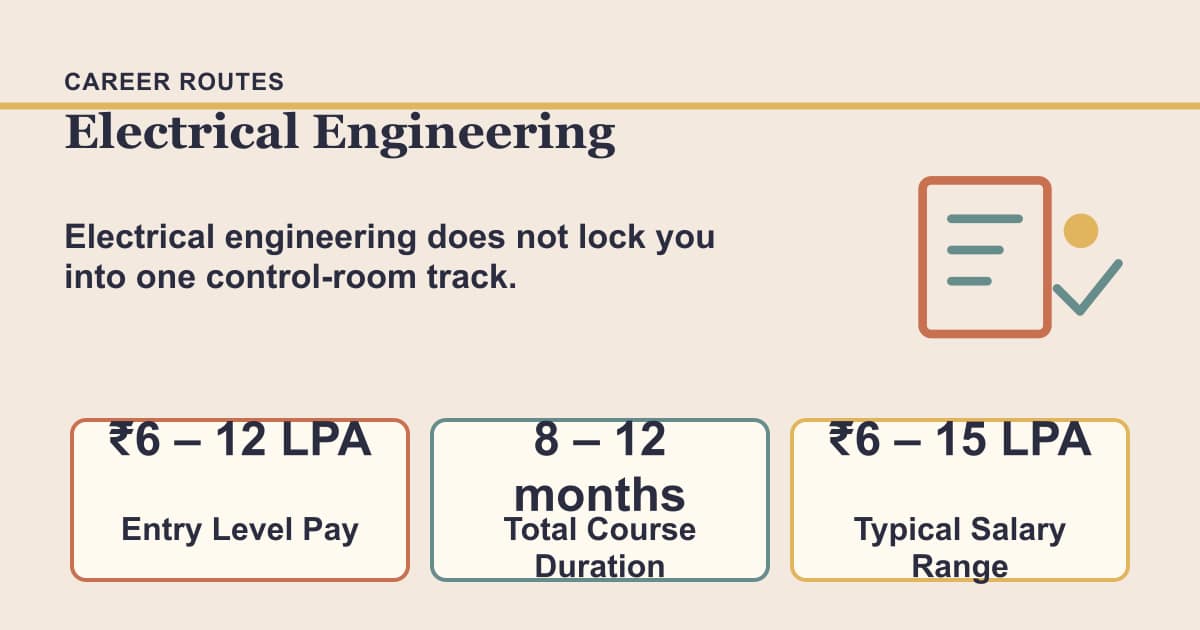 CAREER ROUTES
Electrical Engineering
Electrical engineering does not lock you
into one control-room track.
₹6 – 12 LPA
Entry Level Pay
8 – 12
months
Total Course
Duration
₹6 – 15 LPA
Typical Salary
Range